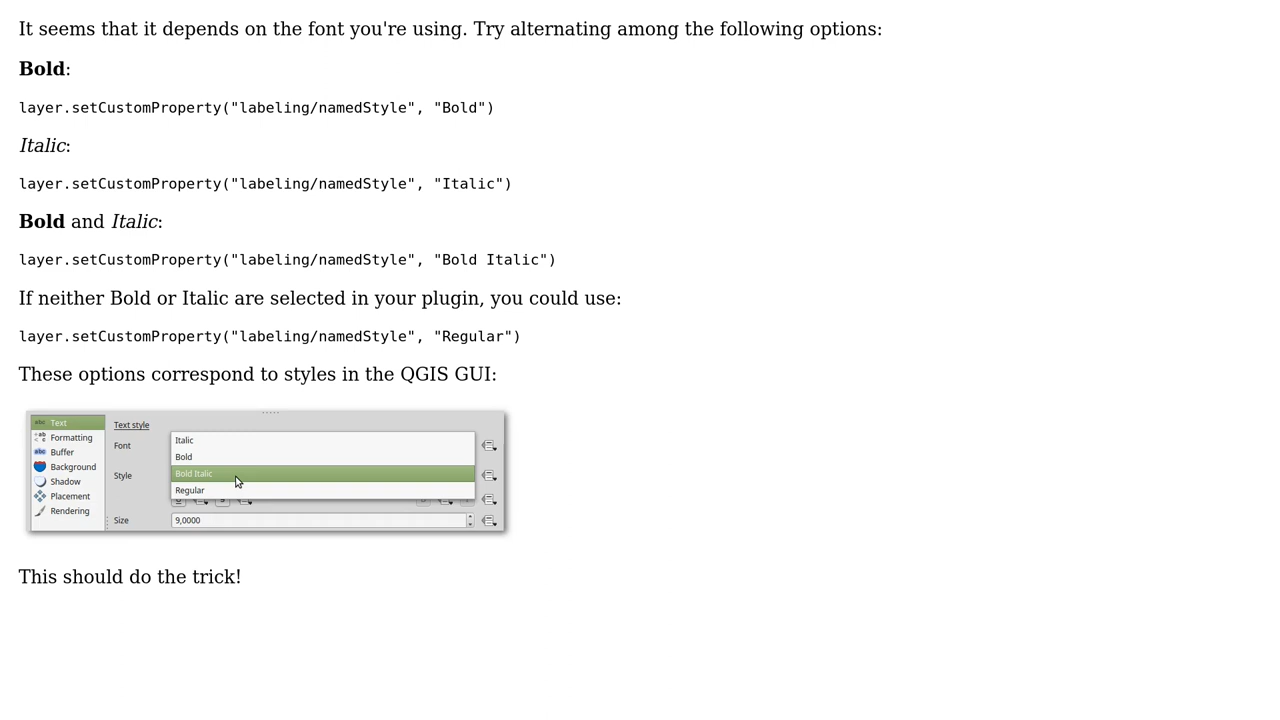 It seems that it depends on the font you're using. Try alternating among the following options:
Bold:
layer.setCustomProperty("labeling/namedStyle", "Bold")
Italic:
layer.setCustomProperty("labeling/namedStyle", "Italic")
Bold and Italic:
layer.setCustomProperty("labeling/namedStyle", "Bold Italic")
If neither Bold or Italic are selected in your plugin, you could use:
layer.setCustomProperty("labeling/namedStyle", "Regular")
These options correspond to styles in the QGIS GUI:
abc Text
Text style
+ab c Formatting
Font
Italic
abc Buffer
Bold
Background
Style
Bold Italic
Shadow
Placement
Regular
Rendering
Size
9,0000
This should do the trick!